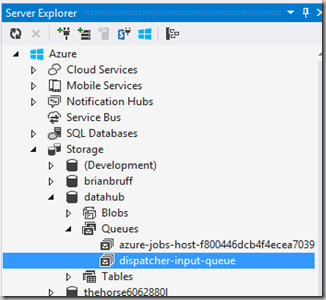 Server Explorer
Azure
Cloud Services
Mobile Services
Notification Hubs
Service Bus
SQL Databases
Storage
(Development)
brianbruff
datahub
Blobs
Queues
azure-jobs-host-f800446dcb4f4ecea7039
dispatcher-input-queue
Tables